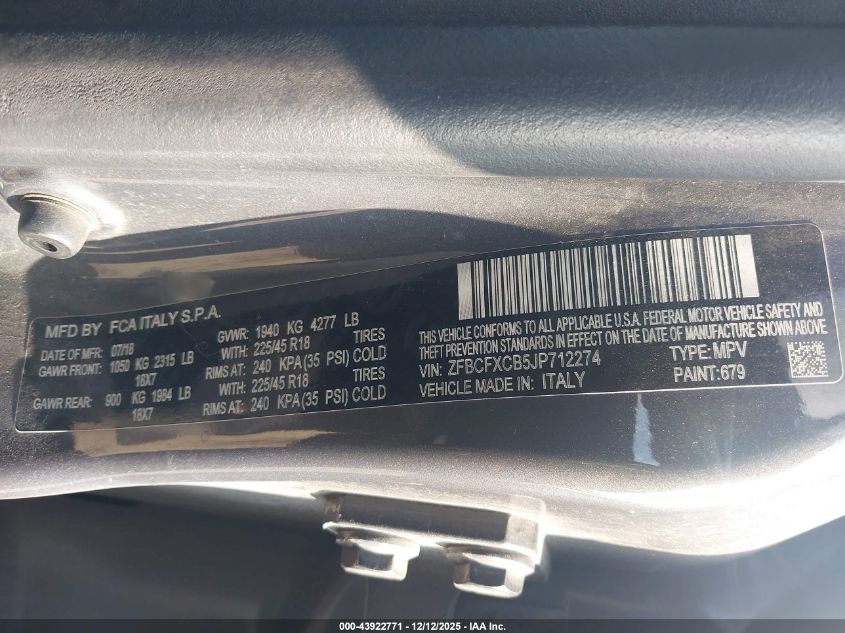 MFD BY FCA ITALY S.P.A.
DATE OF MFR: 07/18 GVWR: 1940 KG 4277 LB
GAWR FRONT: 1050 KG 2315 LB WITH: 225/45 R18 TIRES
18X7 RIMS AT: 240 KPA(35 PSI) COLD
GAWR REAR: 900 KG 1984 LB WITH: 225/45 R18 TIRES
18X7 RIMS AT: 240 KPA(35 PSI) COLD
THIS VEHICLE CONFORMS TO ALL APPLICABLE U.S.A. FEDERAL MOTOR VEHICLE SAFETY AND
THEFT PREVENTION STANDARDS IN EFFECT ON THE DATE OF MANUFACTURE SHOWN ABOVE.
VIN: ZFBCFXCB5JP712274 TYPE: MPV
VEHICLE MADE IN: ITALY PAINT: 679
000-43922771 - 12/12/2025 - IAA Inc.